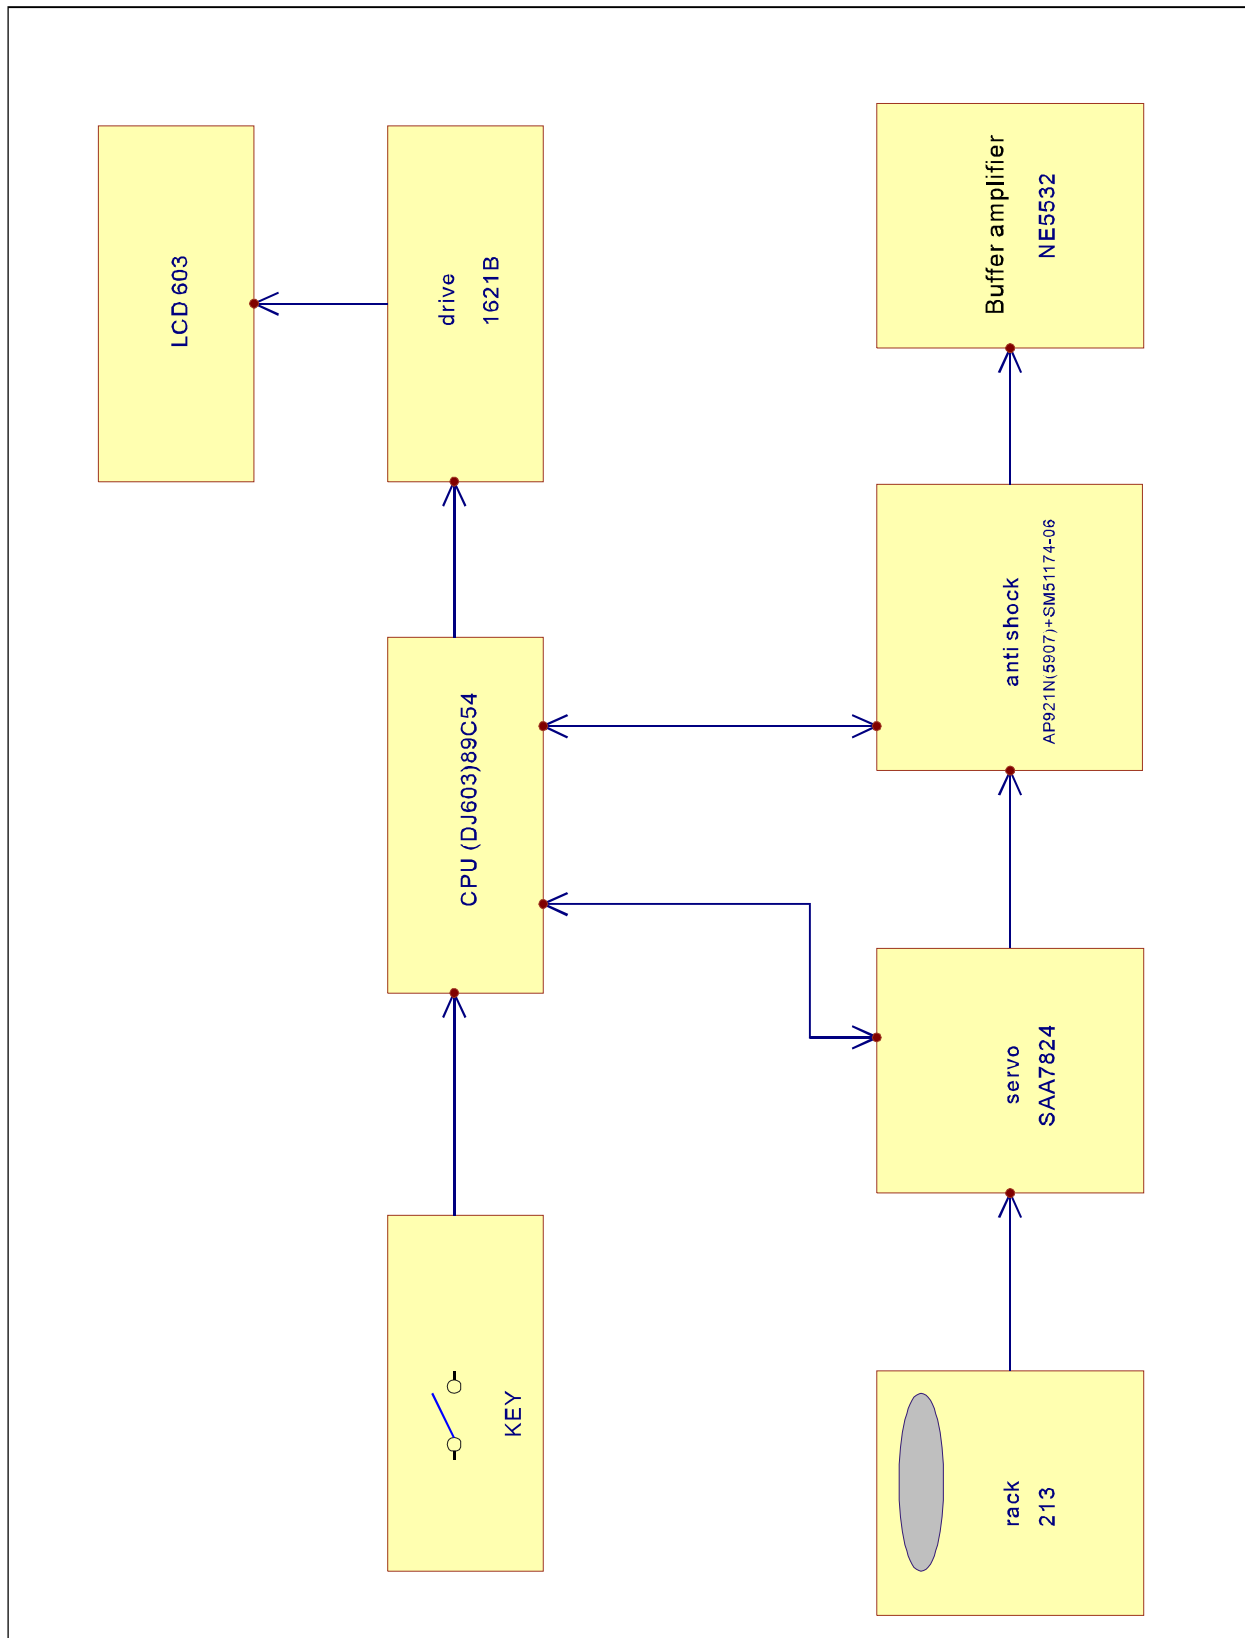 LCD 603
KEY
CPU (DJ603)89C54
drive
1621B
rack
213
servo
SAA7824
anti shock
AP921N(5907)+SM51174-06
Buffer amplifier
NE5532